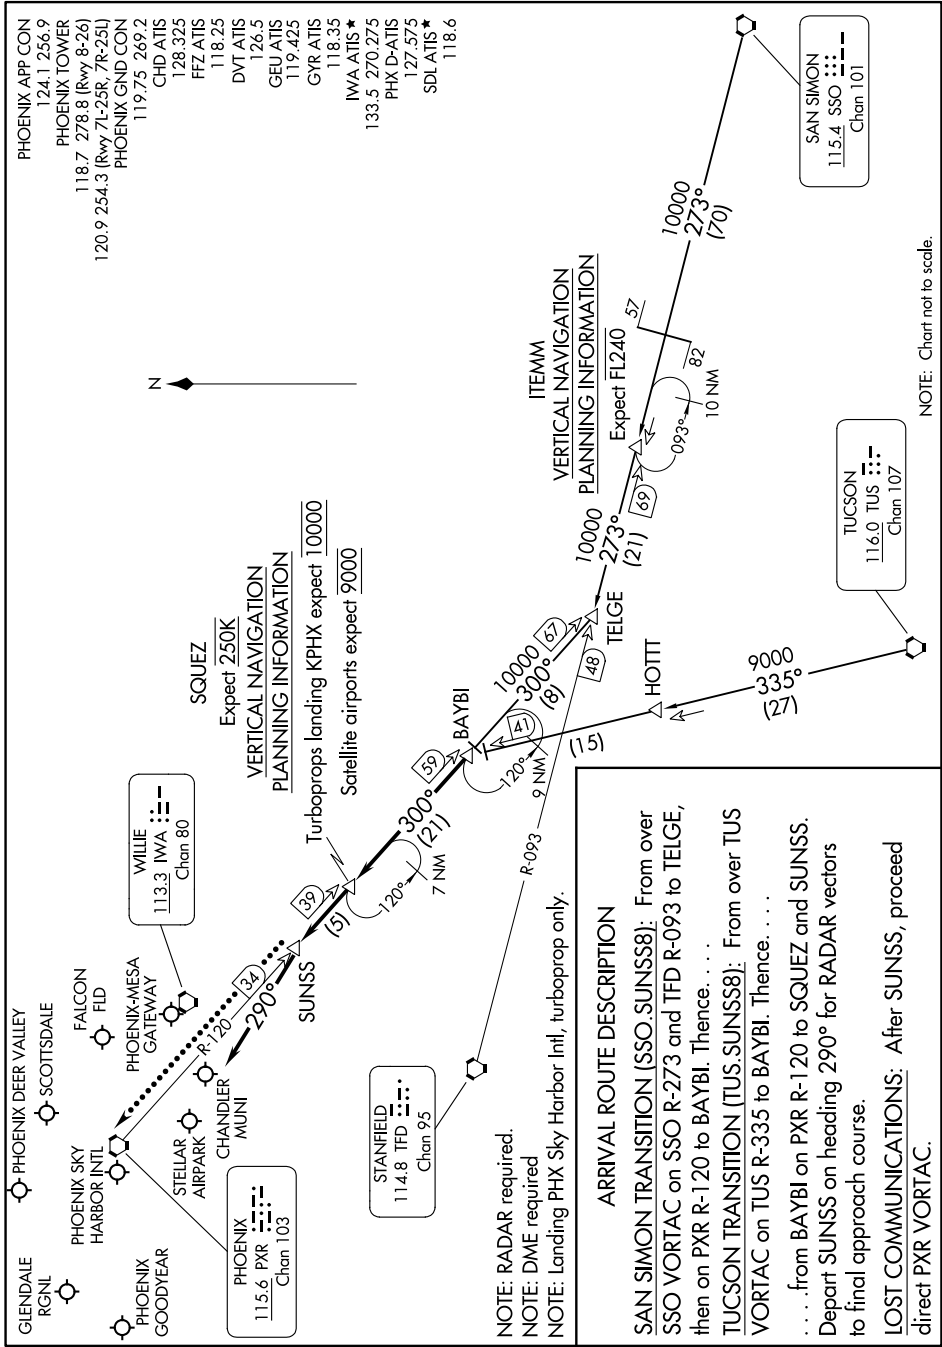 PHOENIX APP CON
124.1 256.9
PHOENIX TOWER
118.7 278.8 (Rwy 8-26)
120.9 254.3 (Rwy 7L-25R, 7R-25L)
PHOENIX GND CON
119.75 269.2
CHD ATIS
128.325
FFZ ATIS
118.25
DVT ATIS
126.5
GEU ATIS
119.425
GYR ATIS
118.35
IWA ATIS ★
133.5 270.275
PHX D-ATIS
127.575
SDL ATIS ★
118.6
GLENDALE
RGNL
PHOENIX DEER VALLEY
SCOTTSDALE
FALCON
FLD
PHOENIX-MESA
GATEWAY
PHOENIX SKY
HARBOR INTL
PHOENIX
GOODYEAR
STELLAR
AIRPARK
CHANDLER
MUNI
PHOENIX
115.6 PXR
Chan 103
WILLIE
113.3 IWA
Chan 80
STANFIELD
114.8 TFD
Chan 95
SAN SIMON
115.4 SSO
Chan 101
TUCSON
116.0 TUS
Chan 107
N
SQUEZ
Expect 250K
VERTICAL NAVIGATION
PLANNING INFORMATION
Turboprops landing KPHX expect 10000
Satellite airports expect 9000
ITEMM
VERTICAL NAVIGATION
PLANNING INFORMATION
Expect FL240
R-120
34
290°
SUNSS
39
(5)
120°
7 NM
300°
(21)
59
BAYBI
120°
9 NM
41
10000
300°
(8)
67
TELGE
48
R-093
(15)
HOTTT
9000
335°
(27)
10000
273°
(21)
69
093°
10 NM
57
82
10000
273°
(70)
NOTE: RADAR required.
NOTE: DME required
NOTE: Landing PHX Sky Harbor Intl, turboprop only.
NOTE: Chart not to scale.
ARRIVAL ROUTE DESCRIPTION
SAN SIMON TRANSITION (SSO.SUNSS8): From over
SSO VORTAC on SSO R-273 and TFD R-093 to TELGE,
then on PXR R-120 to BAYBI. Thence. . . .
TUCSON TRANSITION (TUS.SUNSS8): From over TUS
VORTAC on TUS R-335 to BAYBI. Thence. . . .
. . . .from BAYBI on PXR R-120 to SQUEZ and SUNSS.
Depart SUNSS on heading 290° for RADAR vectors
to final approach course.
LOST COMMUNICATIONS: After SUNSS, proceed
direct PXR VORTAC.